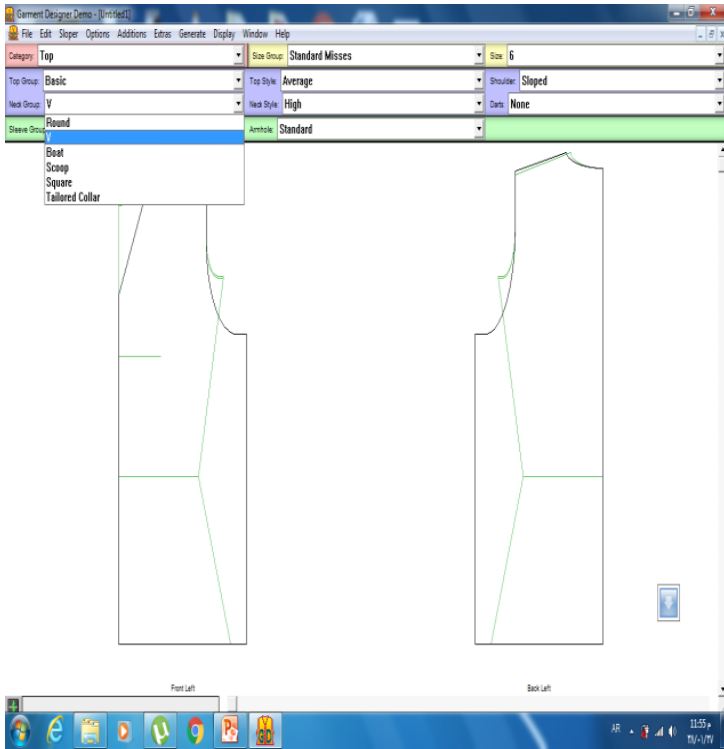 Garment Designer Demo - [Untitled1]
File Edit Sloper Options Additions Extras Generate Display Window Help
Category: Top Size Group: Standard Misses Size: 6
Top Group: Basic Top Style: Average Shoulder: Sloped
Neck Group: V Neck Style: High Darts: None
Sleeve Grou Armhole: Standard
Round
V
Boat
Scoop
Square
Tailored Collar
Front Left Back Left
AR 11:55 م